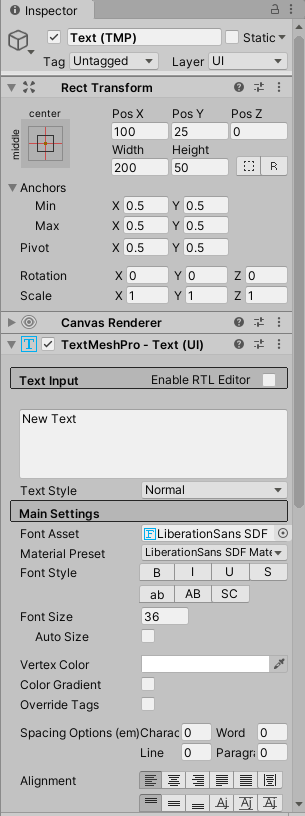 Inspector
Text (TMP) Static
Tag Untagged Layer UI
Rect Transform
center
middle
Pos X Pos Y Pos Z
100 25 0
Width Height
200 50
R
Anchors
Min X 0.5 Y 0.5
Max X 0.5 Y 0.5
Pivot X 0.5 Y 0.5
Rotation X 0 Y 0 Z 0
Scale X 1 Y 1 Z 1
Canvas Renderer
T TextMeshPro - Text (UI)
Text Input Enable RTL Editor
New Text
Text Style Normal
Main Settings
Font Asset F LiberationSans SDF
Material Preset LiberationSans SDF Mate
Font Style B I U S
ab AB SC
Font Size 36
Auto Size
Vertex Color
Color Gradient
Override Tags
Spacing Options (em) Charac 0 Word 0
Line 0 Paragra 0
Alignment